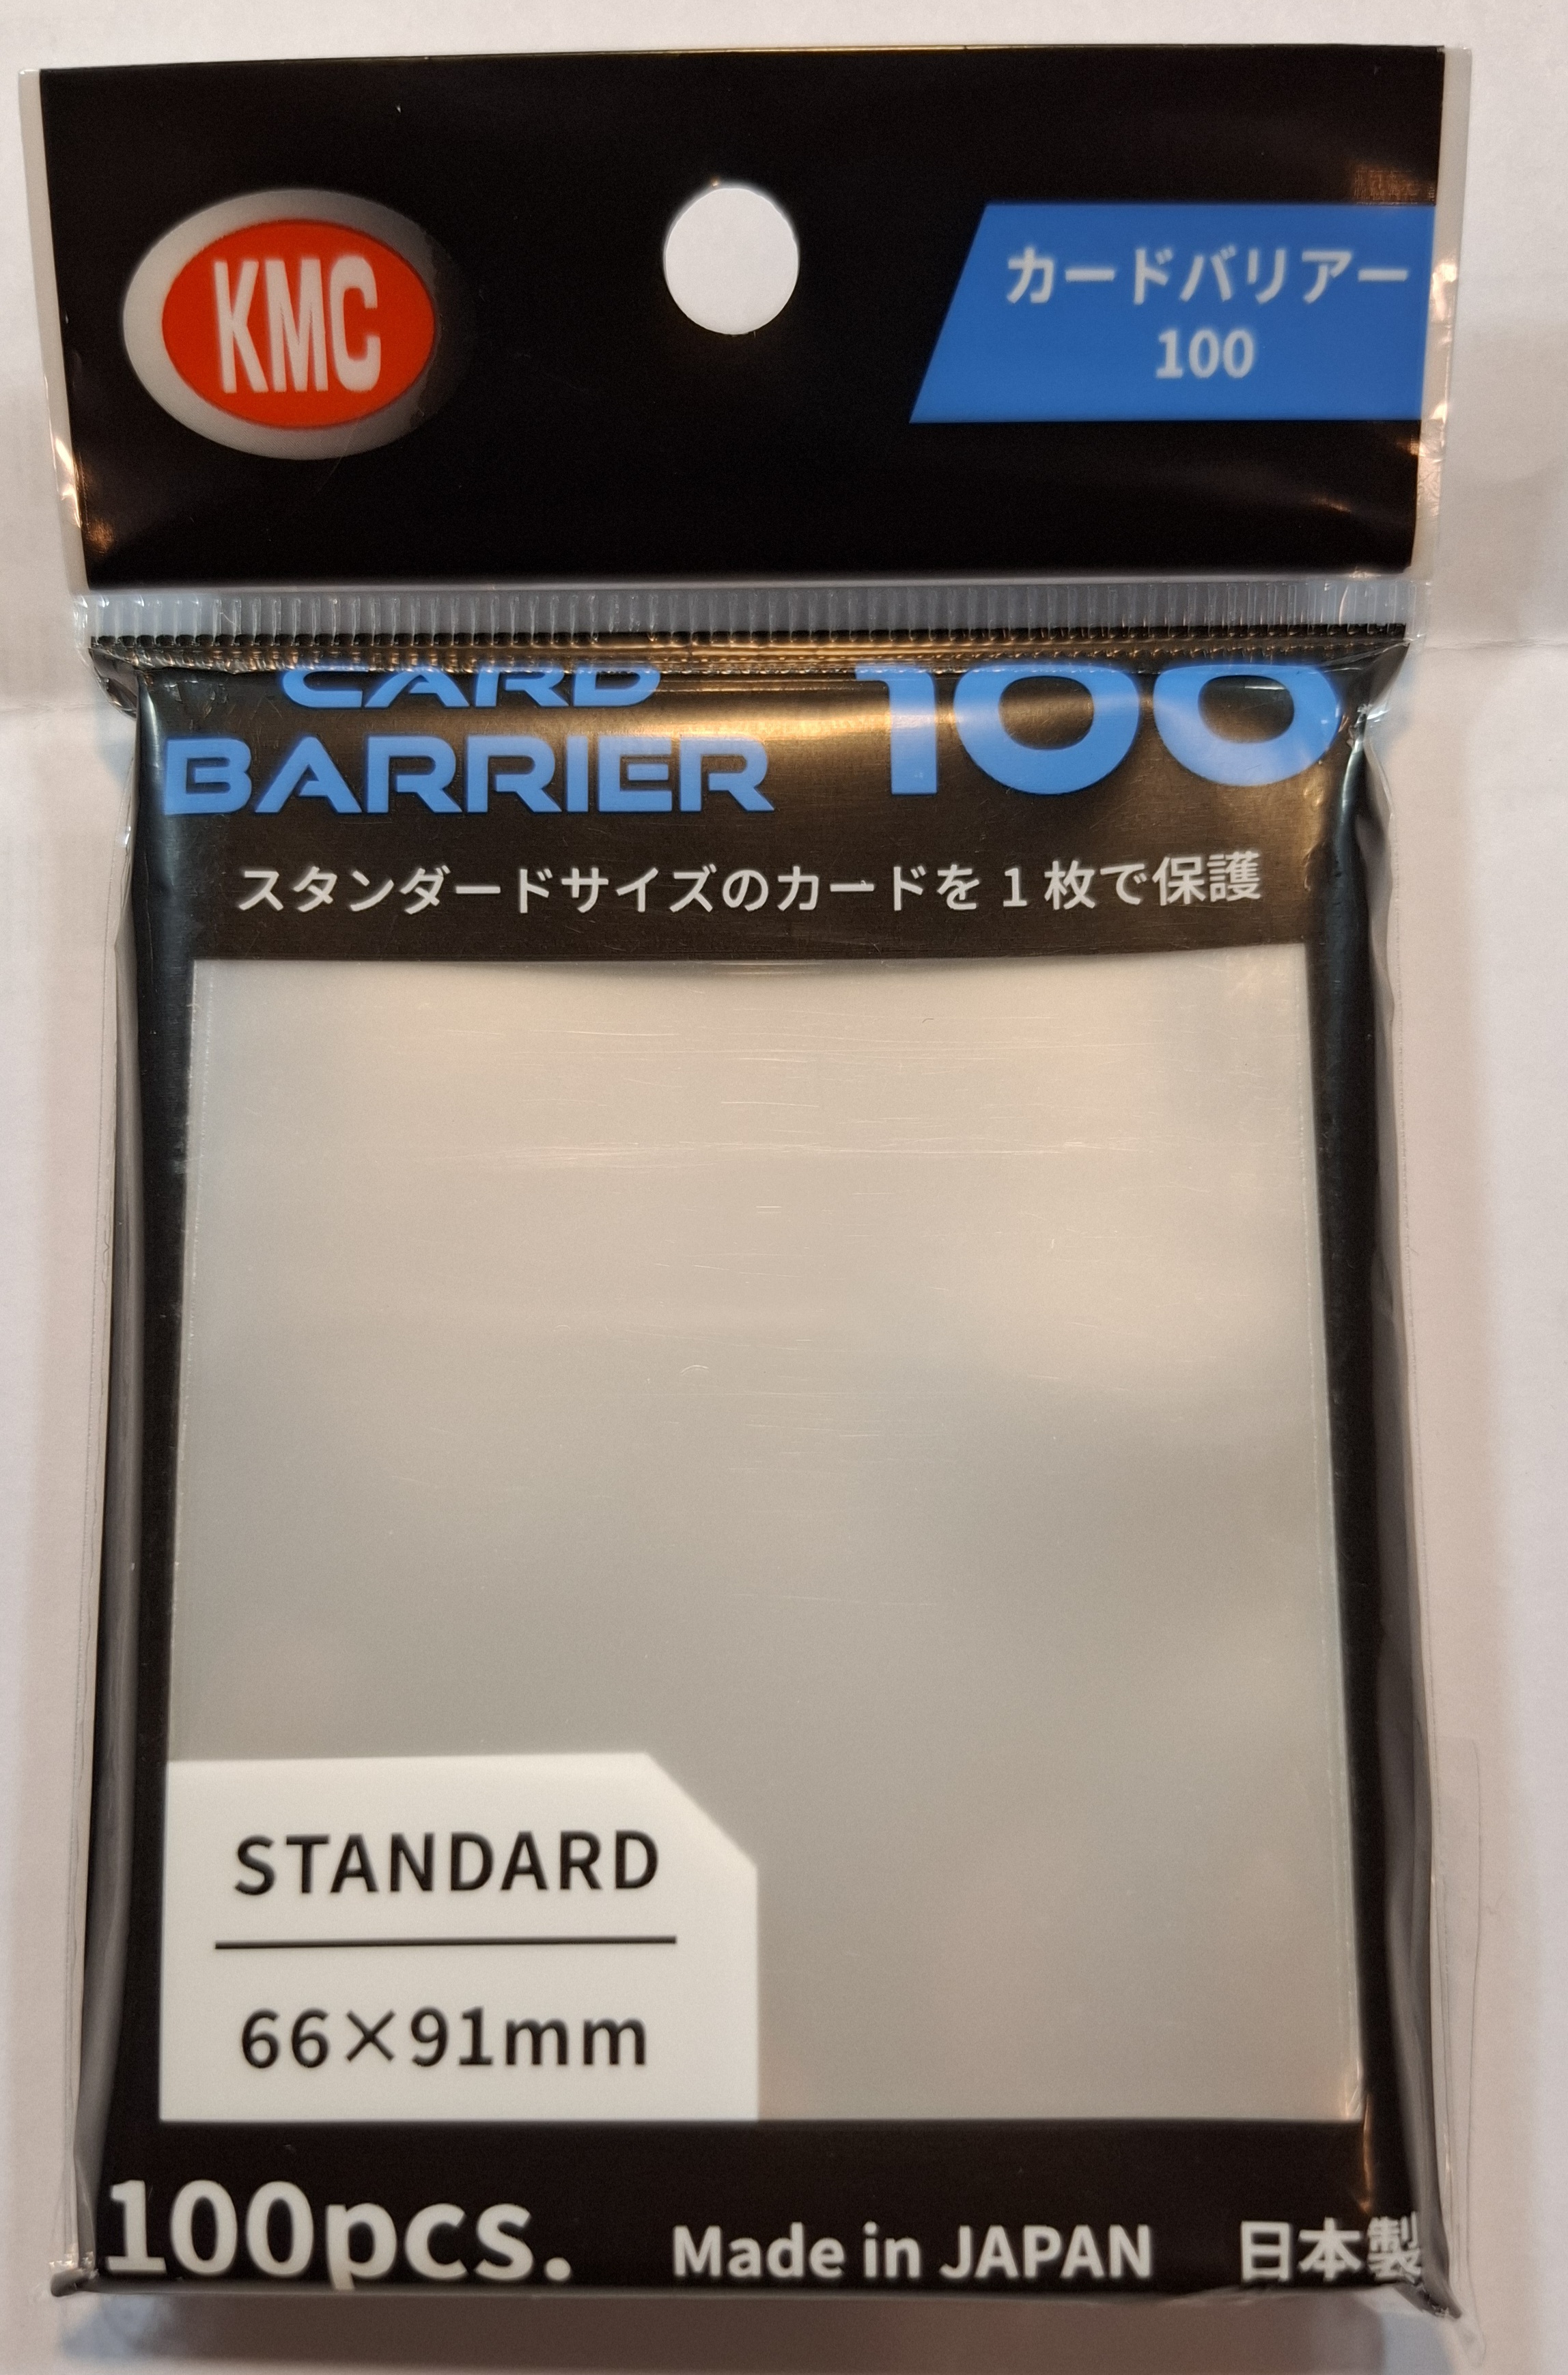 KMC
カードバリアー
100
CARD
BARRIER
100
スタンダードサイズのカードを1枚で保護
STANDARD
66×91mm
100pcs.
Made in JAPAN
日本製